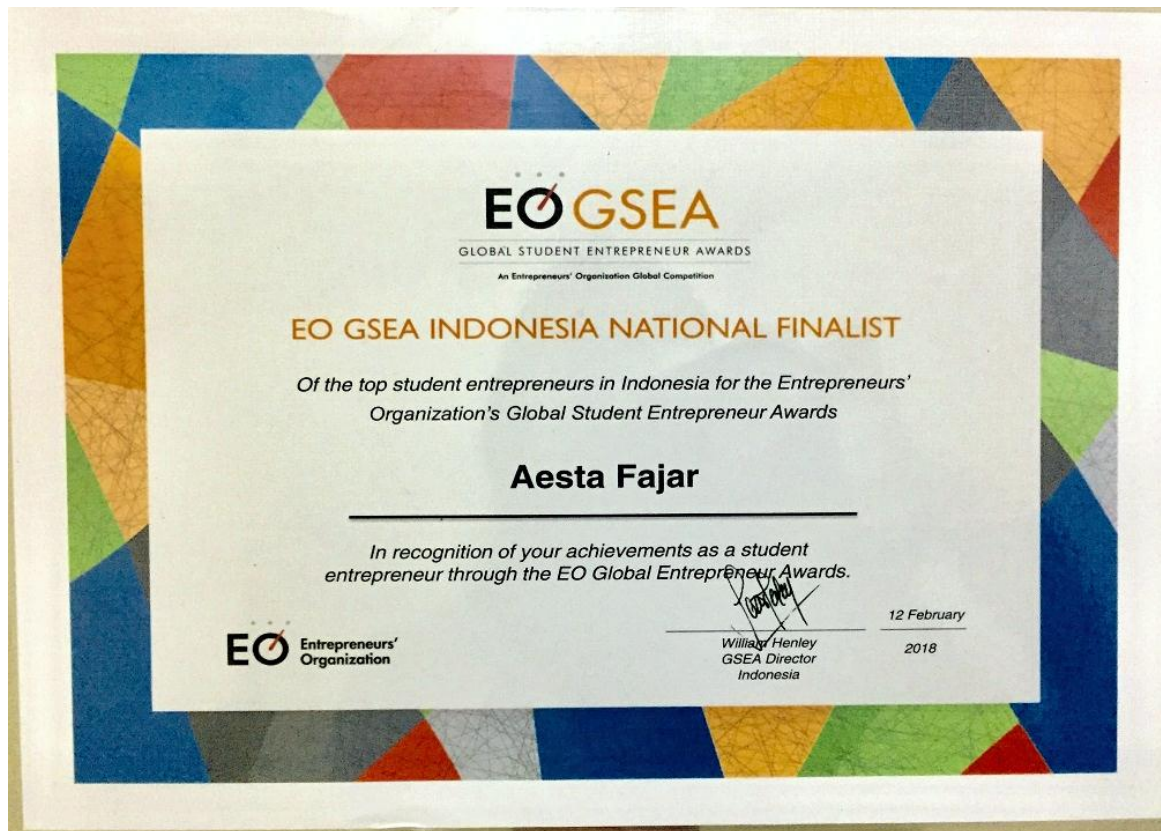 EO GSEA
GLOBAL STUDENT ENTREPRENEUR AWARDS
An Entrepreneurs' Organization Global Competition
EO GSEA INDONESIA NATIONAL FINALIST
Of the top student entrepreneurs in Indonesia for the Entrepreneurs'
Organization's Global Student Entrepreneur Awards
Aesta Fajar
In recognition of your achievements as a student
entrepreneur through the EO Global Entrepreneur Awards.
EO Entrepreneurs'
Organization
William Henley
GSEA Director
Indonesia
12 February
2018